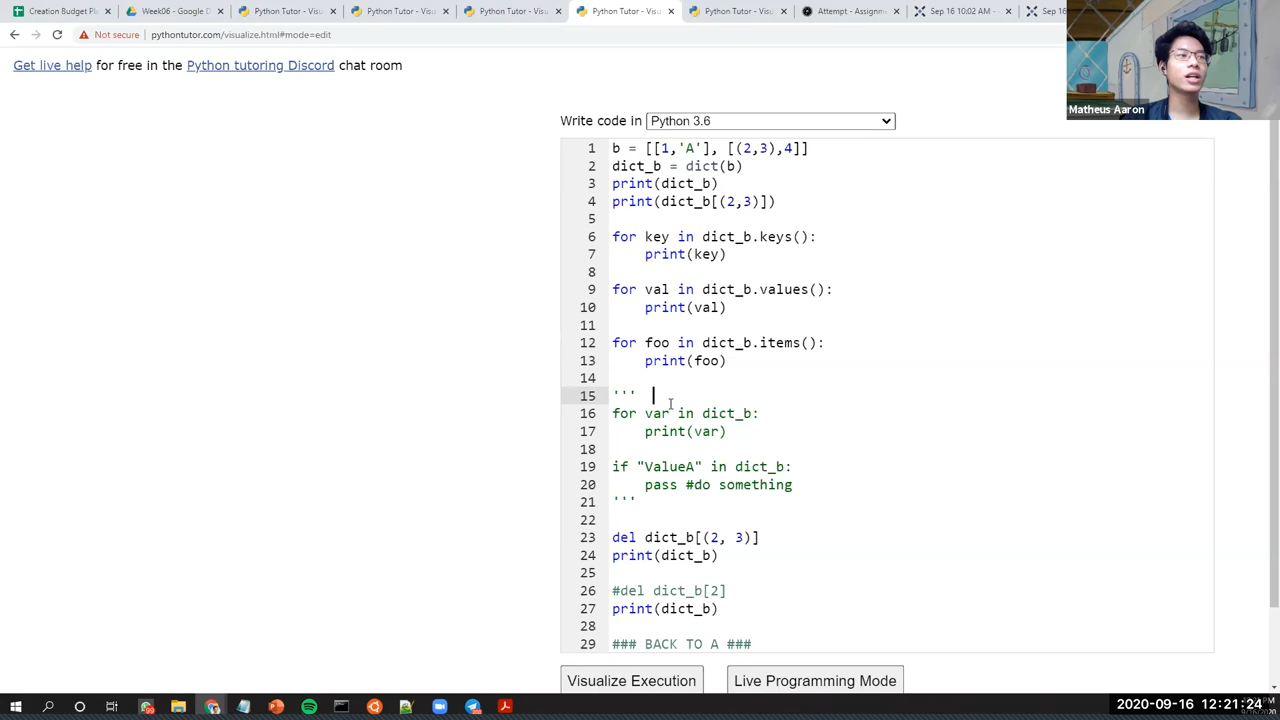 Creation Budget Pl
Week06 - Google D
Python Tutor - Visu
Python Tutor - Visu
Python Tutor - Visu
Python Tutor - Visu
Python Tutor - Visu
Attempt - Assignm
Sep 16 10:02 AM -
Sep 16
Not secure | pythontutor.com/visualize.html#mode=edit
Matheus Aaron
Get live help for free in the Python tutoring Discord chat room
Write code in Python 3.6
1 b = [[1,'A'], [(2,3),4]]
2 dict_b = dict(b)
3 print(dict_b)
4 print(dict_b[(2,3)])
5
6 for key in dict_b.keys():
7     print(key)
8
9 for val in dict_b.values():
10     print(val)
11
12 for foo in dict_b.items():
13     print(foo)
14
15 '''
16 for var in dict_b:
17     print(var)
18
19 if "ValueA" in dict_b:
20     pass #do something
21 '''
22
23 del dict_b[(2, 3)]
24 print(dict_b)
25
26 #del dict_b[2]
27 print(dict_b)
28
29 ### BACK TO A ###
Visualize Execution
Live Programming Mode
2020-09-16 12:21:24